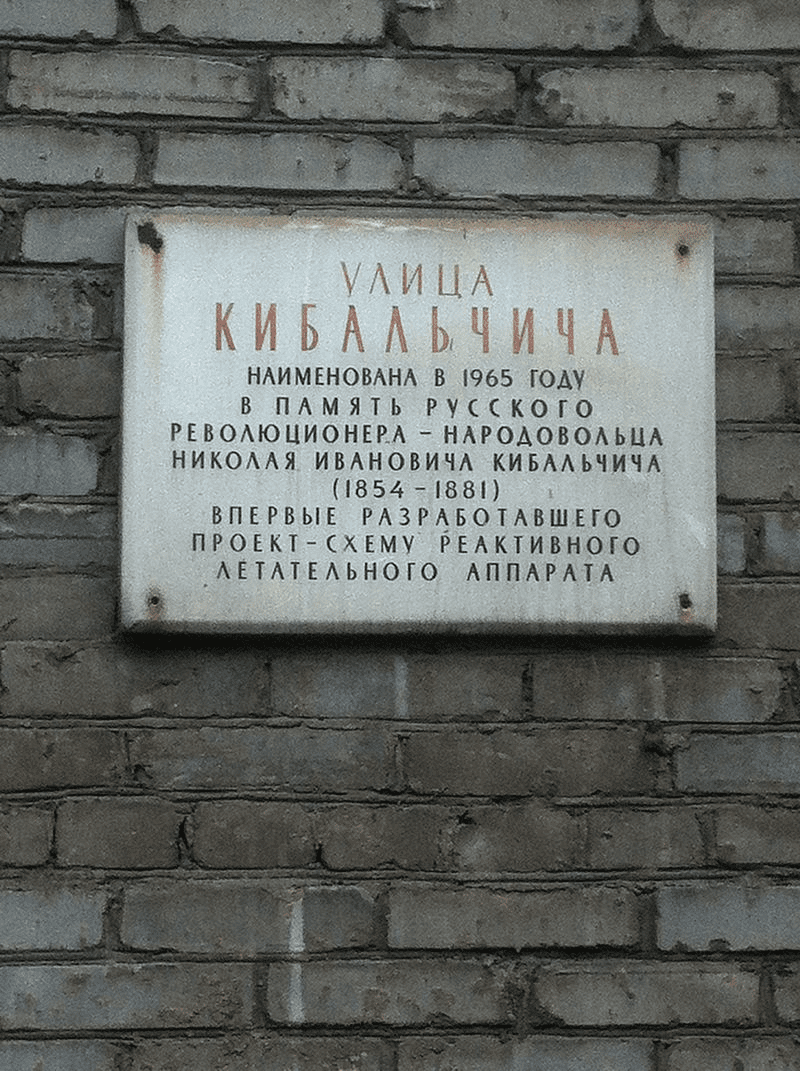 УЛИЦА
КИБАЛЬЧИЧА
НАИМЕНОВАНА В 1965 ГОДУ
В ПАМЯТЬ РУССКОГО
РЕВОЛЮЦИОНЕРА – НАРОДОВОЛЬЦА
НИКОЛАЯ ИВАНОВИЧА КИБАЛЬЧИЧА
(1854 – 1881)
ВПЕРВЫЕ РАЗРАБОТАВШЕГО
ПРОЕКТ – СХЕМУ РЕАКТИВНОГО
ЛЕТАТЕЛЬНОГО АППАРАТА